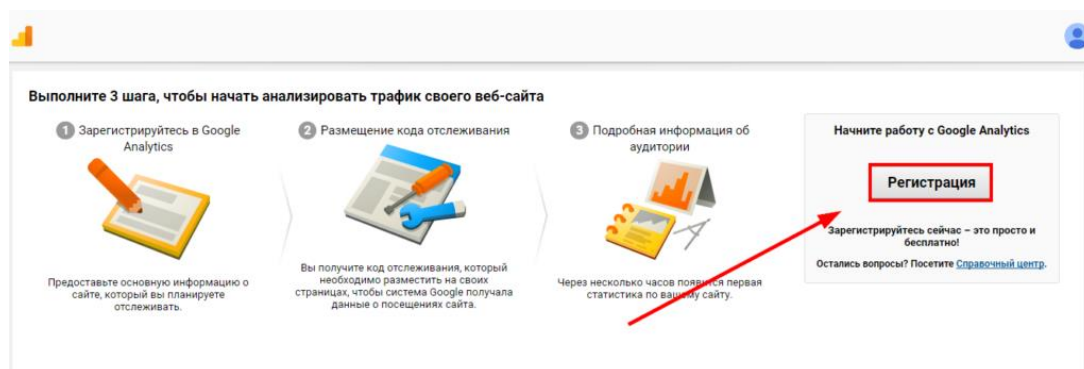 Выполните 3 шага, чтобы начать анализировать трафик своего веб-сайта
1 Зарегистрируйтесь в Google
Analytics
Предоставьте основную информацию о
сайте, который вы планируете
отслеживать.
2 Размещение кода отслеживания
Вы получите код отслеживания, который
необходимо разместить на своих
страницах, чтобы система Google получала
данные о посещениях сайта.
3 Подробная информация об
аудитории
Через несколько часов появится первая
статистика по вашему сайту.
Начните работу с Google Analytics
Регистрация
Зарегистрируйтесь сейчас – это просто и
бесплатно!
Остались вопросы? Посетите Справочный центр.